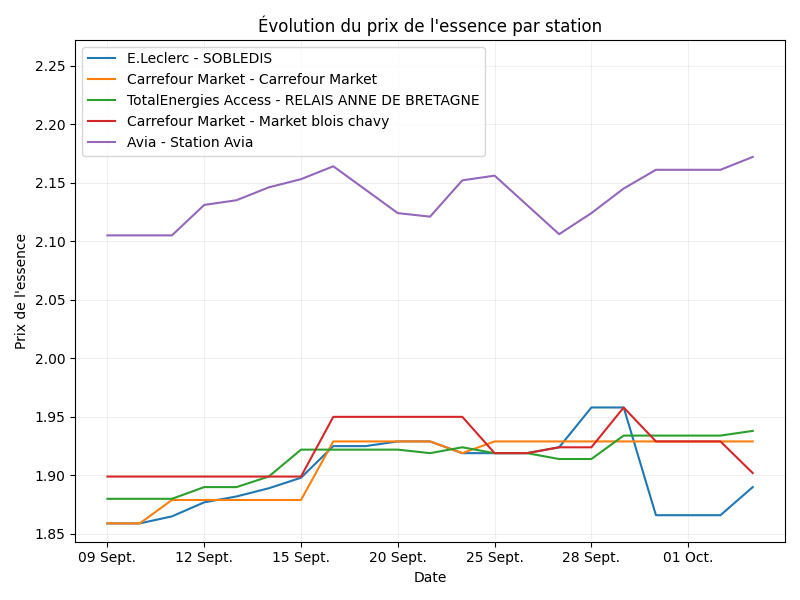 Évolution du prix de l'essence par station
E.Leclerc - SOBLEDIS
Carrefour Market - Carrefour Market
TotalEnergies Access - RELAIS ANNE DE BRETAGNE
Carrefour Market - Market blois chavy
Avia - Station Avia
Prix de l'essence
2.25
2.20
2.15
2.10
2.05
2.00
1.95
1.90
1.85
09 Sept. 12 Sept. 15 Sept. 20 Sept. 25 Sept. 28 Sept. 01 Oct.
Date